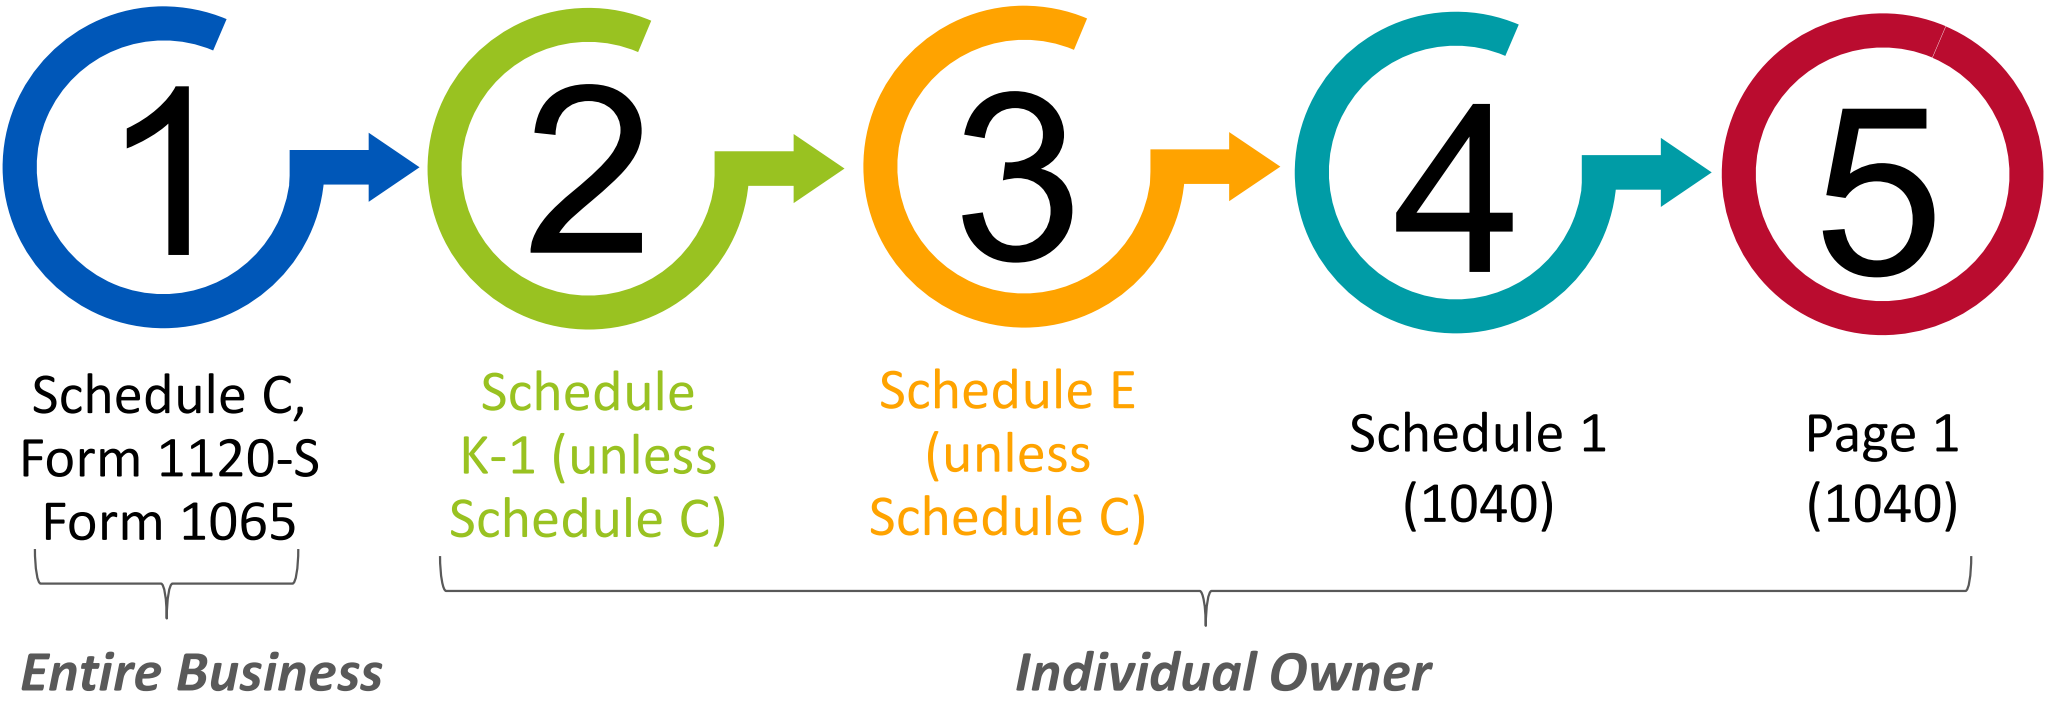 1
2
3
4
5
Schedule C,
Form 1120-S
Form 1065
Schedule
K-1 (unless
Schedule C)
Schedule E
(unless
Schedule C)
Schedule 1
(1040)
Page 1
(1040)
Entire Business
Individual Owner